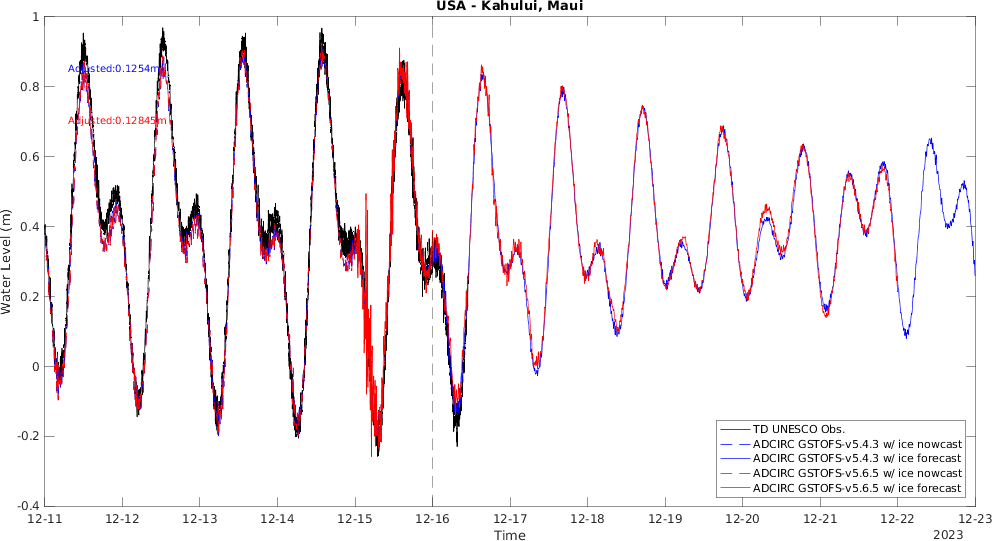 USA - Kahului, Maui
Water Level (m)
1
0.8
0.6
0.4
0.2
0
-0.2
-0.4
Adjusted:0.1254m
Adjusted:0.12845m
TD UNESCO Obs.
ADCIRC GSTOFS-v5.4.3 w/ ice nowcast
ADCIRC GSTOFS-v5.4.3 w/ ice forecast
ADCIRC GSTOFS-v5.6.5 w/ ice nowcast
ADCIRC GSTOFS-v5.6.5 w/ ice forecast
12-11 12-12 12-13 12-14 12-15 12-16 12-17 12-18 12-19 12-20 12-21 12-22 12-23
Time
2023